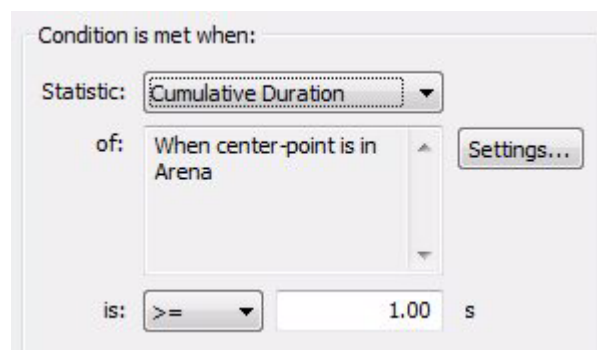 Condition is met when:
Statistic: Cumulative Duration
of: When center-point is in Settings...
Arena
is: >= 1.00 s